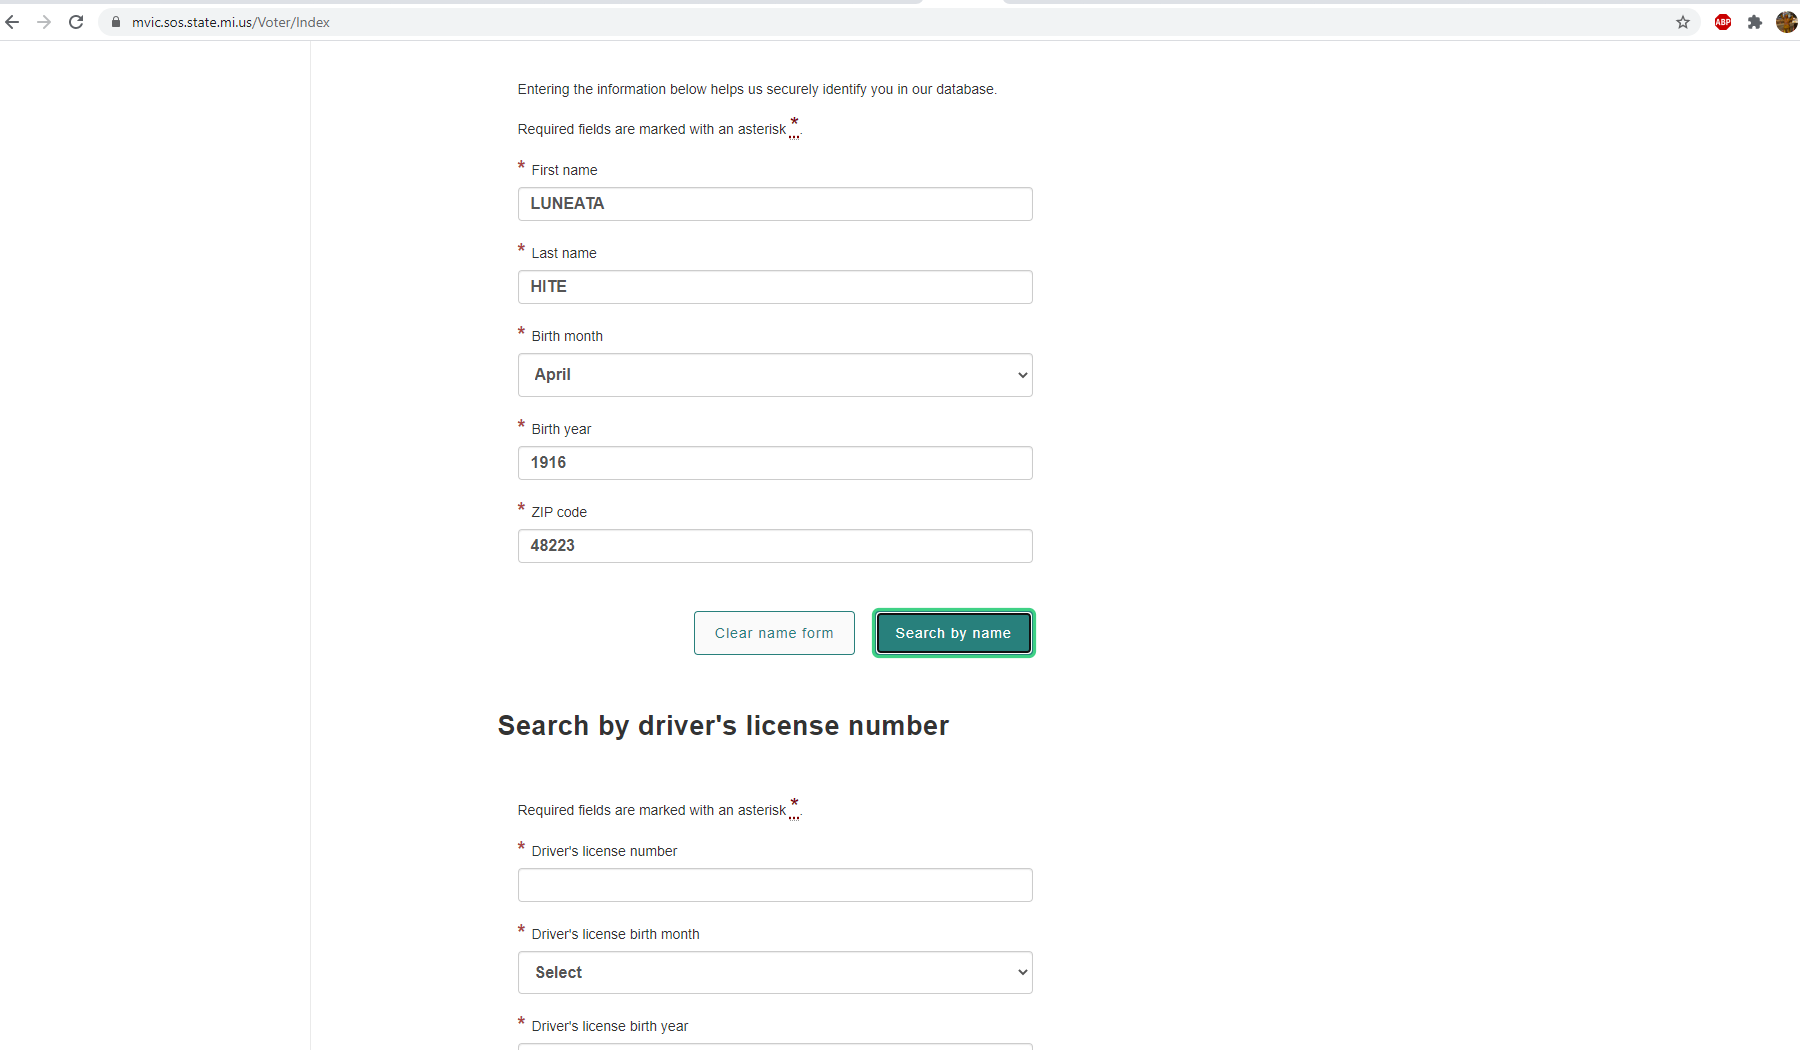 mvic.sos.state.mi.us/Voter/Index
ABP
Entering the information below helps us securely identify you in our database.
Required fields are marked with an asterisk *.
* First name
LUNEATA
* Last name
HITE
* Birth month
April
* Birth year
1916
* ZIP code
48223
Clear name form Search by name
Search by driver's license number
Required fields are marked with an asterisk *.
* Driver's license number
* Driver's license birth month
Select
* Driver's license birth year